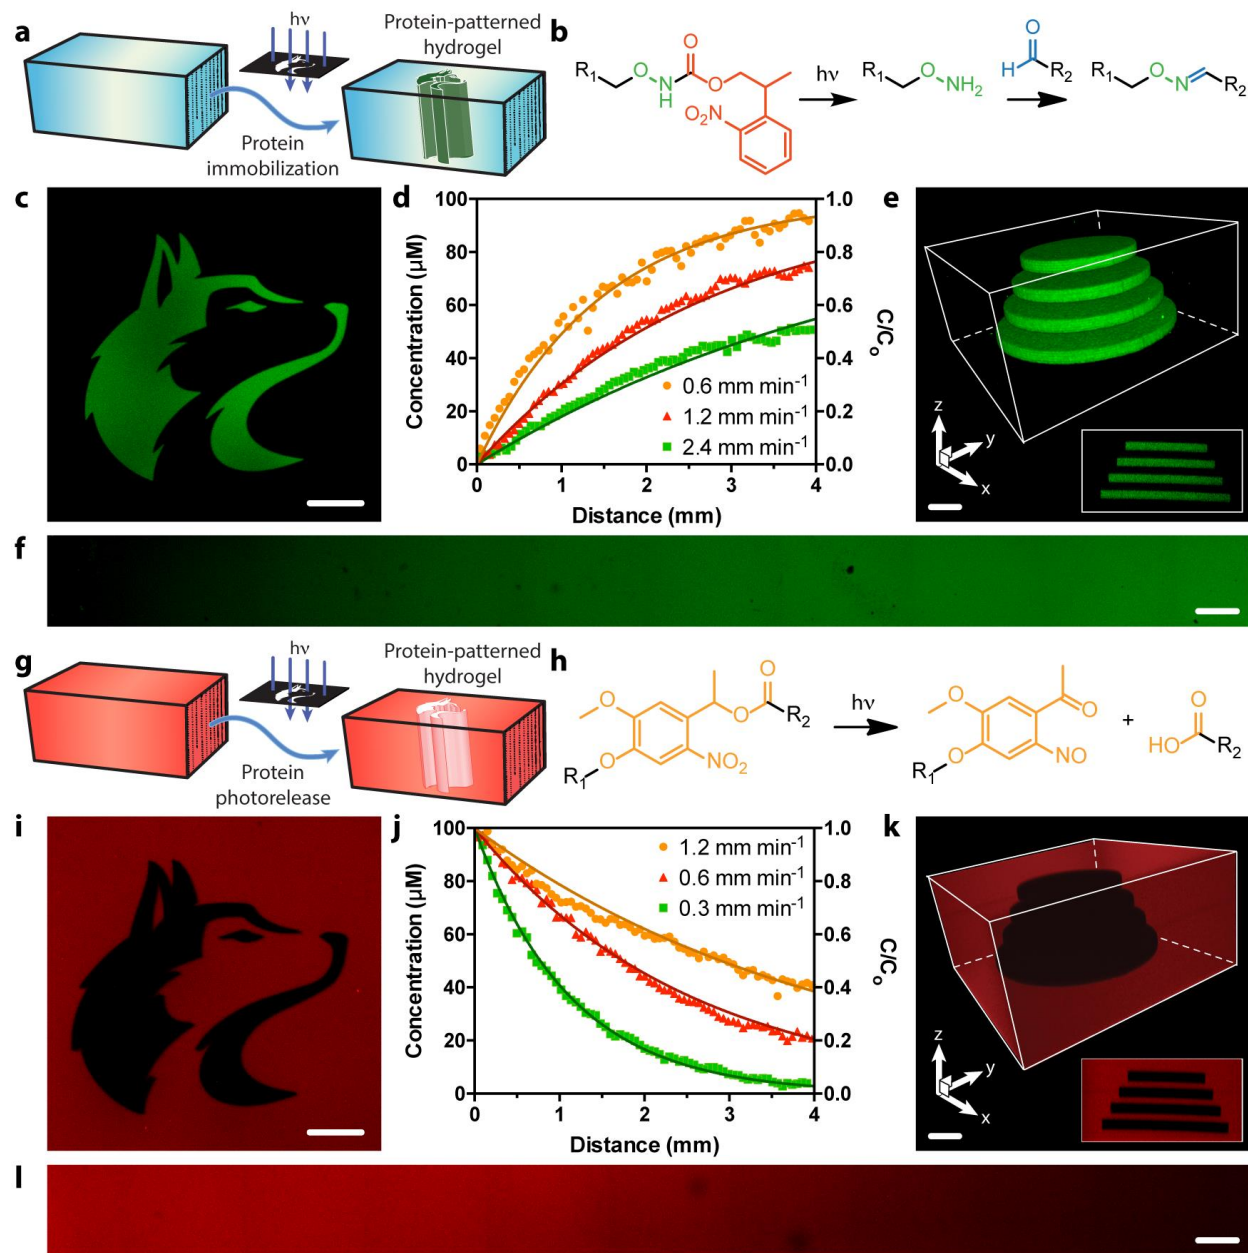 a
hν
Protein-patterned
hydrogel
Protein
immobilization
b
R1
O
N
H
O
O
O2N
hν
R1
O
NH2
O
H
R2
R1
O
N
R2
c
d
100
80
60
40
20
0
Concentration (µM)
1.0
0.8
0.6
0.4
0.2
0.0
C/Co
0.6 mm min-1
1.2 mm min-1
2.4 mm min-1
0
1
2
3
4
Distance (mm)
e
z
y
x
f
g
hν
Protein-patterned
hydrogel
Protein
photorelease
h
O
O
R1
NO2
O
O
R2
hν
O
O
R1
NO
O
+
O
HO
R2
i
j
100
80
60
40
20
0
Concentration (µM)
1.0
0.8
0.6
0.4
0.2
0.0
C/Co
1.2 mm min-1
0.6 mm min-1
0.3 mm min-1
0
1
2
3
4
Distance (mm)
k
z
y
x
l